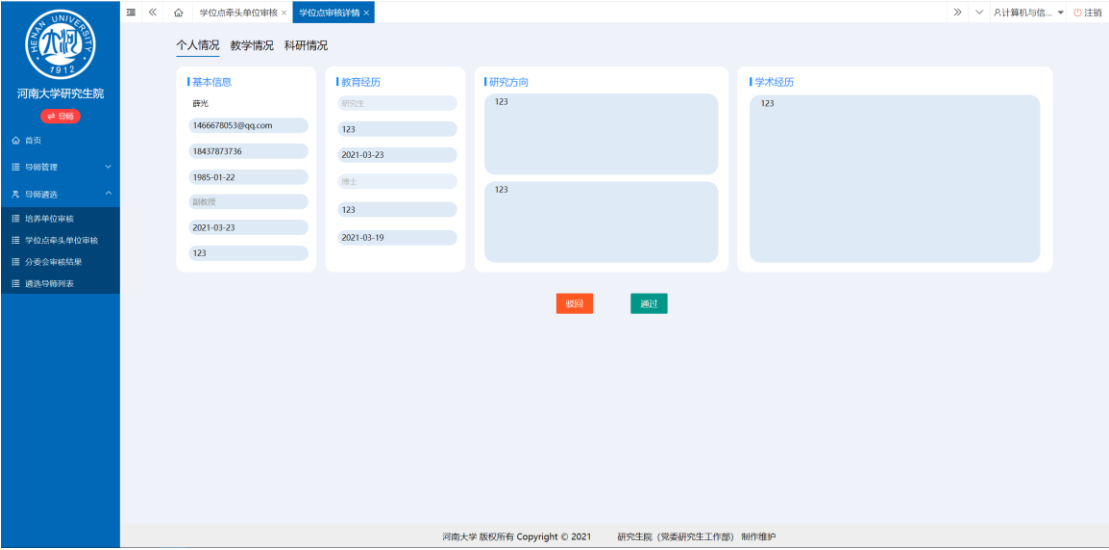 HENAN UNIVERSITY
1912
河南大学研究生院
导师
首页
导师管理
导师遴选
培养单位审核
学位点牵头单位审核
分委会审核结果
遴选导师列表
学位点牵头单位审核 ×
学位点审核详情 ×
计算机与信...
注销
个人情况 教学情况 科研情况
基本信息
薛光
1466678053@qq.com
18437873736
1985-01-22
副教授
2021-03-23
123
教育经历
研究生
123
2021-03-23
博士
123
2021-03-19
研究方向
123
123
学术经历
123
驳回
通过
河南大学 版权所有 Copyright © 2021 研究生院（党委研究生工作部） 制作维护